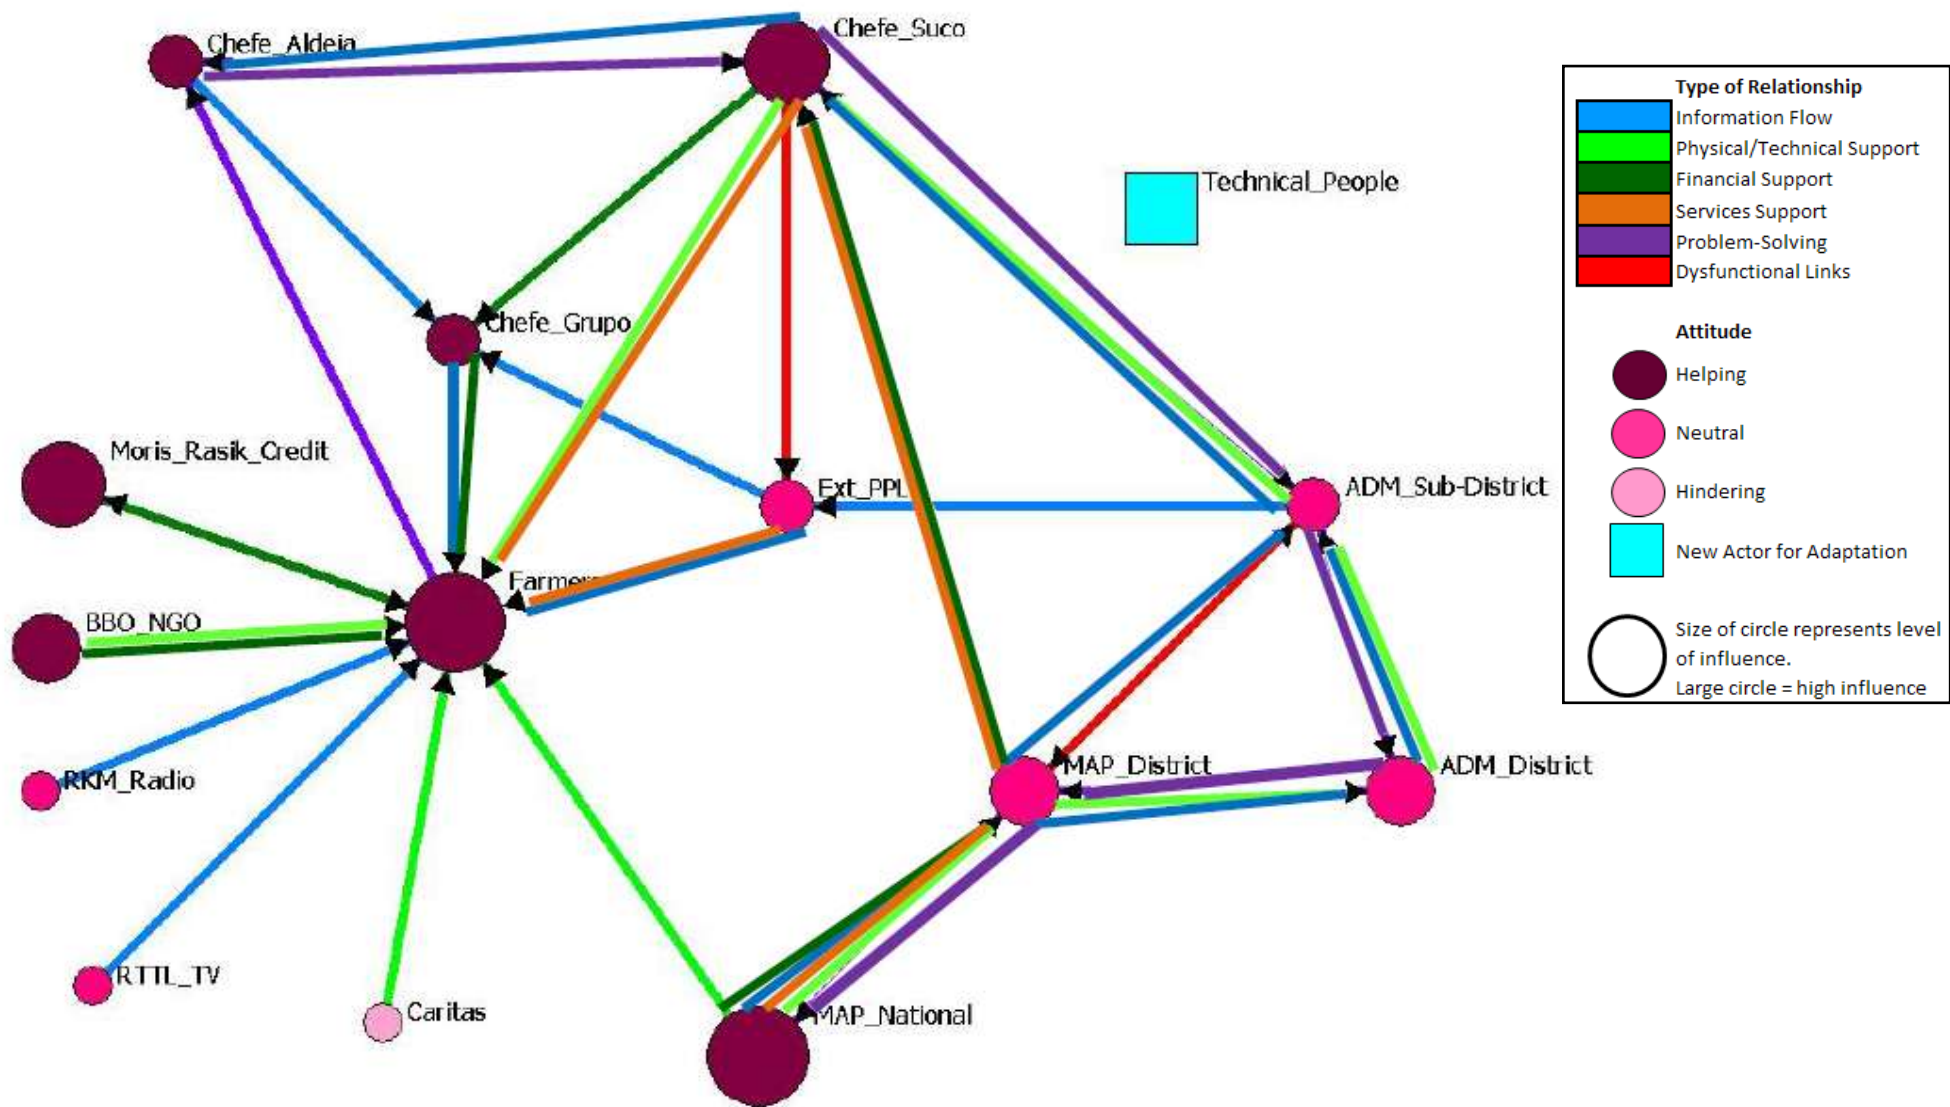 Chefe_Suco
Chefe_Aldeia
Technical_People
Chefe_Grupo
Moris_Rasik_Credit
Ext_PPL
ADM_Sub-District
Farmers
BBO_NGO
RKM_Radio
MAP_District
ADM_District
RTTL_TV
Caritas
MAP_National
Type of Relationship
Information Flow
Physical/Technical Support
Financial Support
Services Support
Problem-Solving
Dysfunctional Links
Attitude
Helping
Neutral
Hindering
New Actor for Adaptation
Size of circle represents level
of influence.
Large circle = high influence